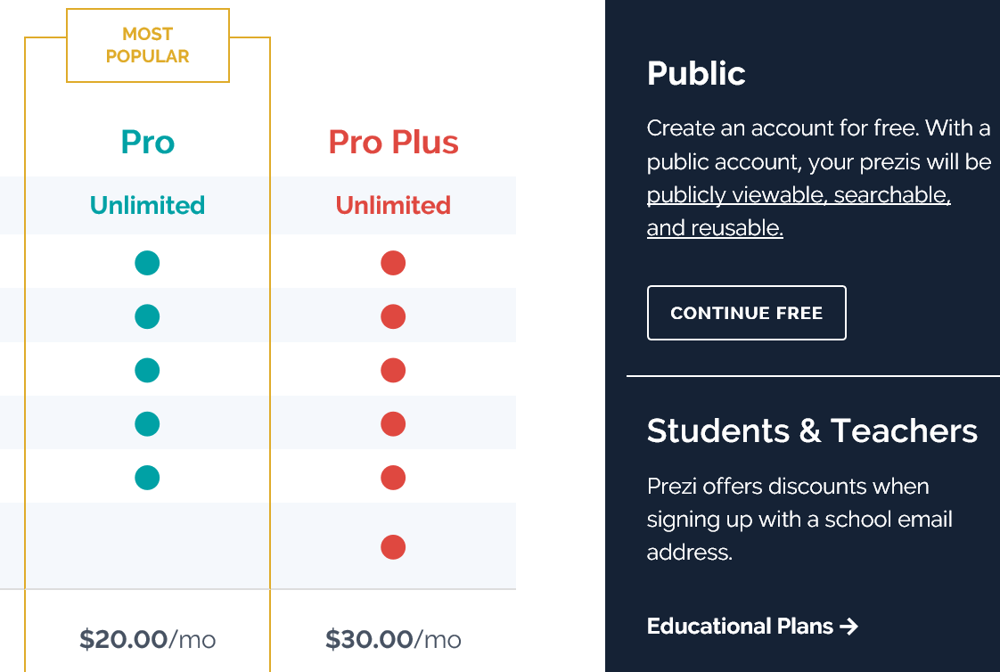 MOST
POPULAR
Pro
Pro Plus
Unlimited
Unlimited
$20.00/mo
$30.00/mo
Public
Create an account for free. With a
public account, your prezis will be
publicly viewable, searchable,
and reusable.
CONTINUE FREE
Students & Teachers
Prezi offers discounts when
signing up with a school email
address.
Educational Plans →